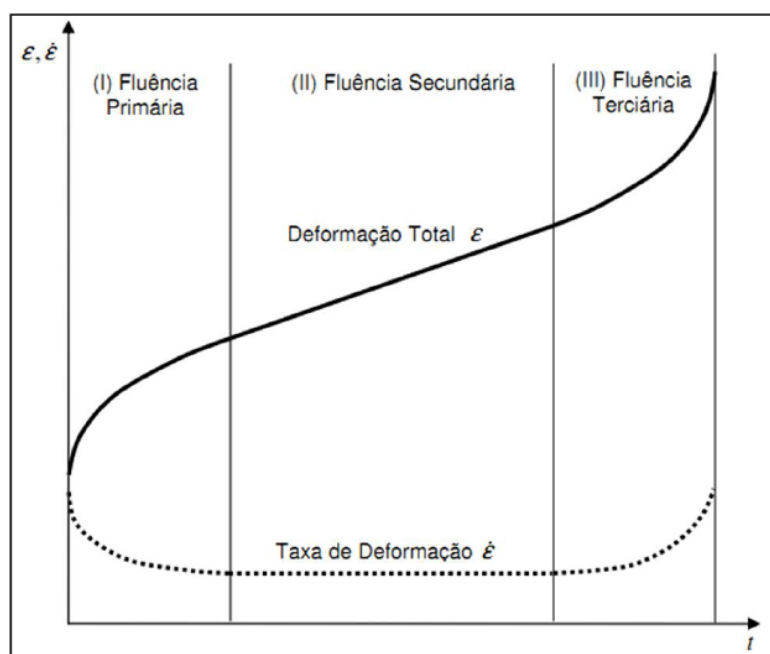 ε, ε̇
(I) Fluência
Primária
(II) Fluência Secundária
(III) Fluência
Terciária
Deformação Total ε
Taxa de Deformação ε̇
t